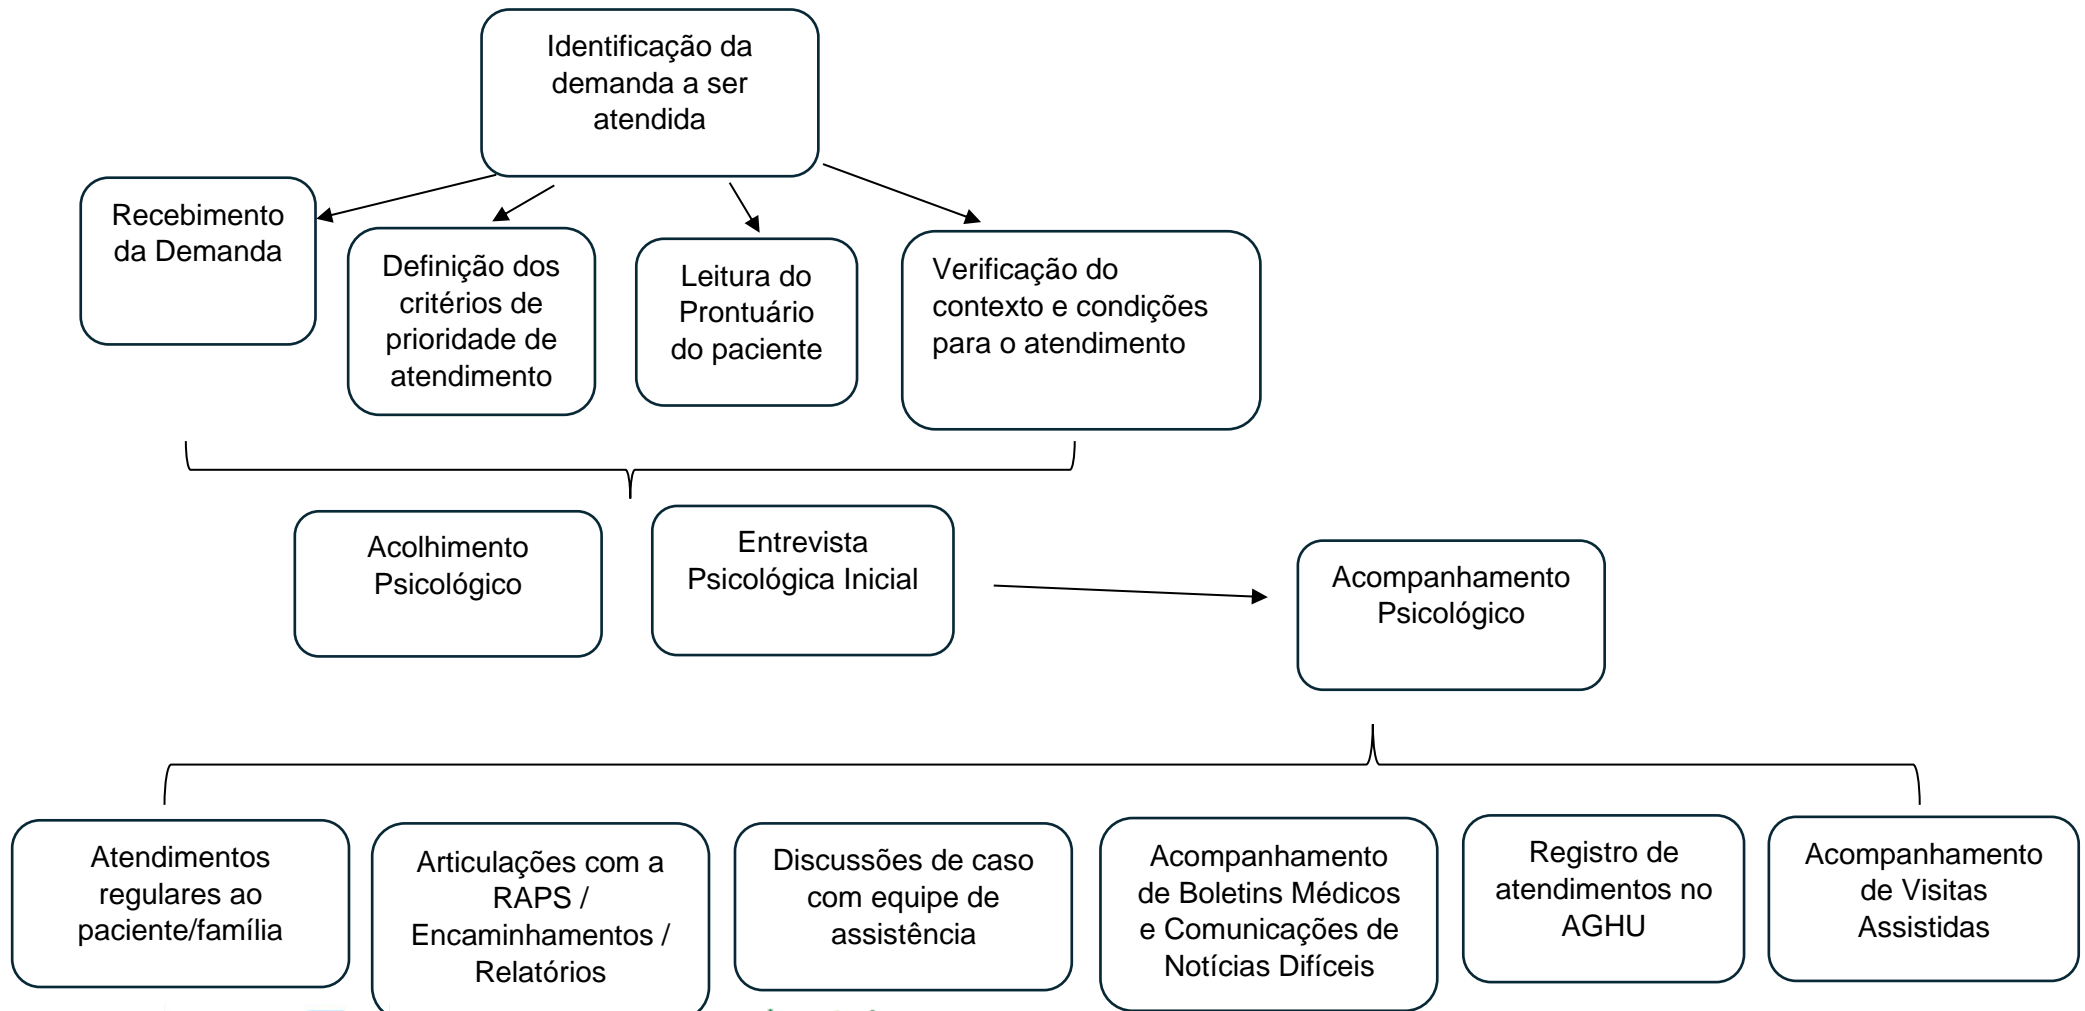 Identificação da
demanda a ser
atendida
Recebimento
da Demanda
Definição dos
critérios de
prioridade de
atendimento
Leitura do
Prontuário
do paciente
Verificação do
contexto e condições
para o atendimento
Acolhimento
Psicológico
Entrevista
Psicológica Inicial
Acompanhamento
Psicológico
Atendimentos
regulares ao
paciente/família
Articulações com a
RAPS /
Encaminhamentos /
Relatórios
Discussões de caso
com equipe de
assistência
Acompanhamento
de Boletins Médicos
e Comunicações de
Notícias Difíceis
Registro de
atendimentos no
AGHU
Acompanhamento
de Visitas
Assistidas